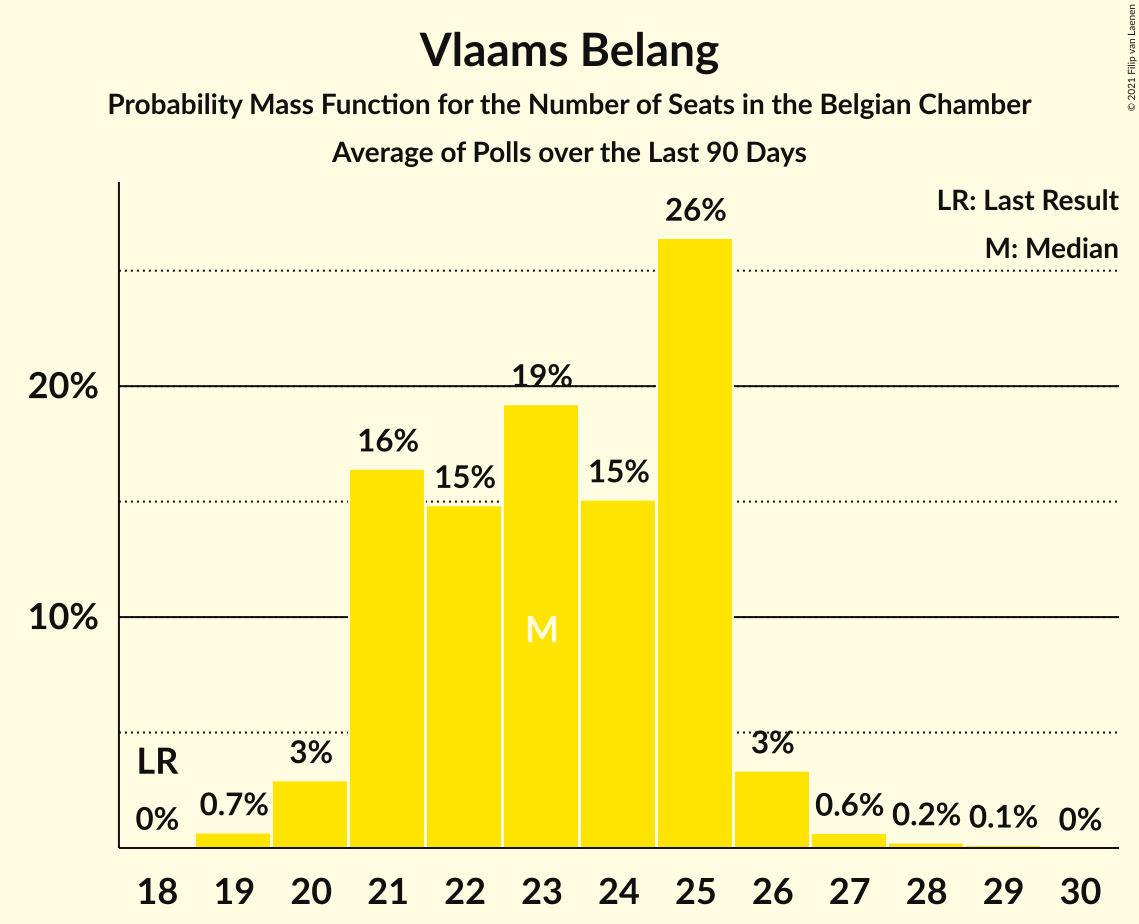 Vlaams Belang
Probability Mass Function for the Number of Seats in the Belgian Chamber
Average of Polls over the Last 90 Days
© 2021 Filip van Laenen
LR: Last Result
M: Median
26%
20%
19%
16%
15%
15%
10%
M
LR
3%
3%
0%
0.7%
0.6%
0.2%
0.1%
0%
18 19 20 21 22 23 24 25 26 27 28 29 30